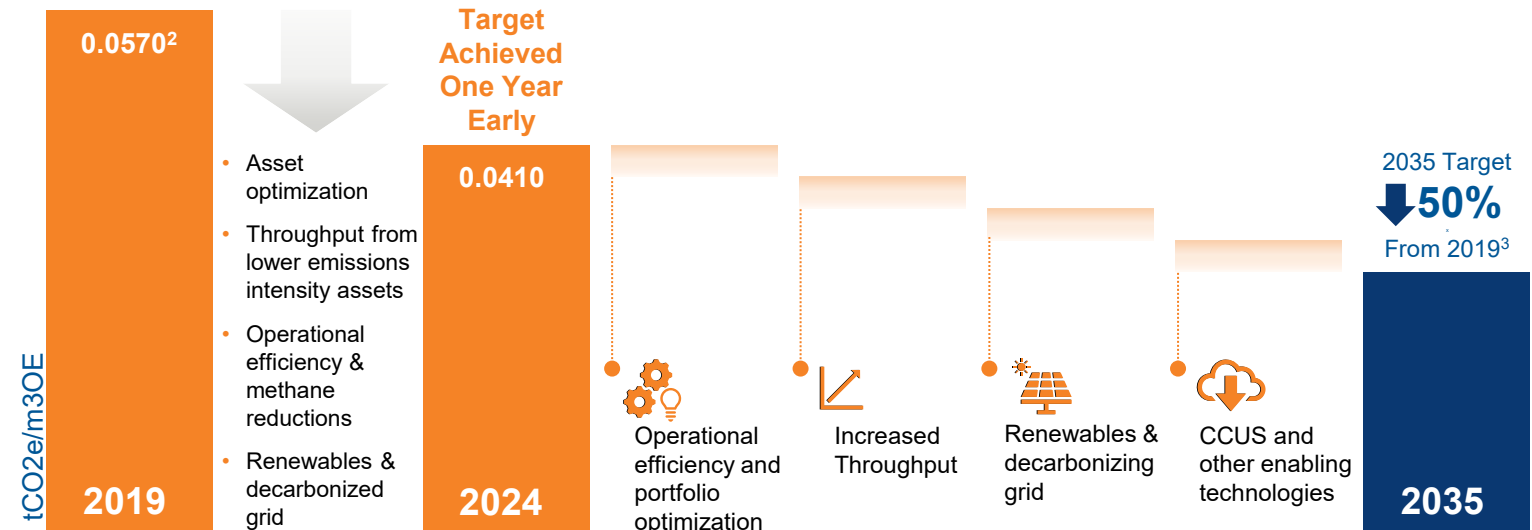 tCO2e/m3OE
0.0570²
2019
• Asset
optimization
• Throughput from
lower emissions
intensity assets
• Operational
efficiency &
methane
reductions
• Renewables &
decarbonized
grid
Target
Achieved
One Year
Early
0.0410
2024
Operational
efficiency and
portfolio
optimization
Increased
Throughput
Renewables &
decarbonizing
grid
CCUS and
other enabling
technologies
2035 Target
50%
From 2019³
2035